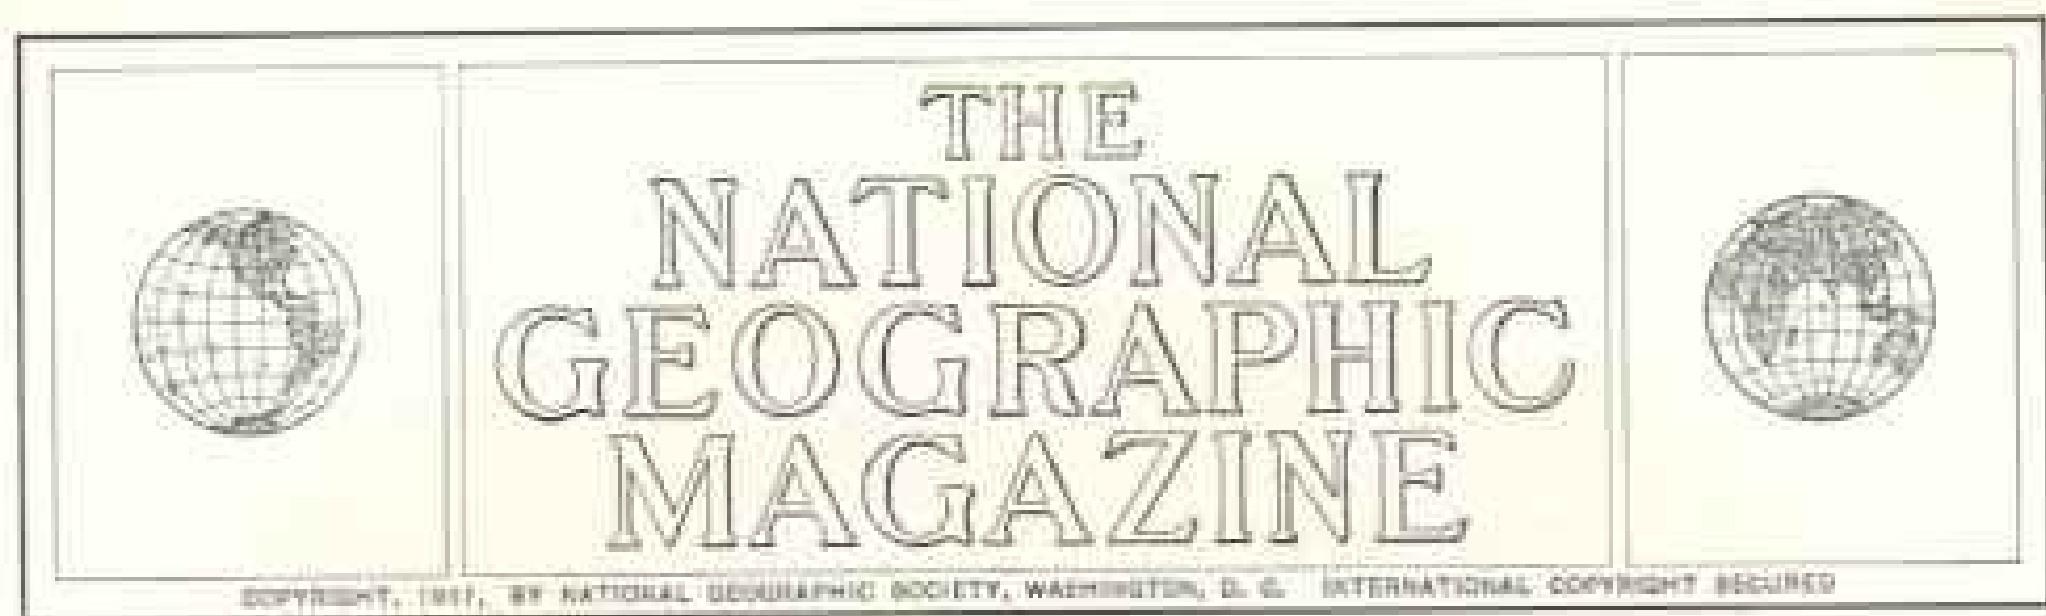 THE
NATIONAL
GEOGRAPHIC
MAGAZINE
COPYRIGHT, BY NATIONAL GEOGRAPHIC SOCIETY, WASHINGTON, D. C. INTERNATIONAL COPYRIGHT SECURED